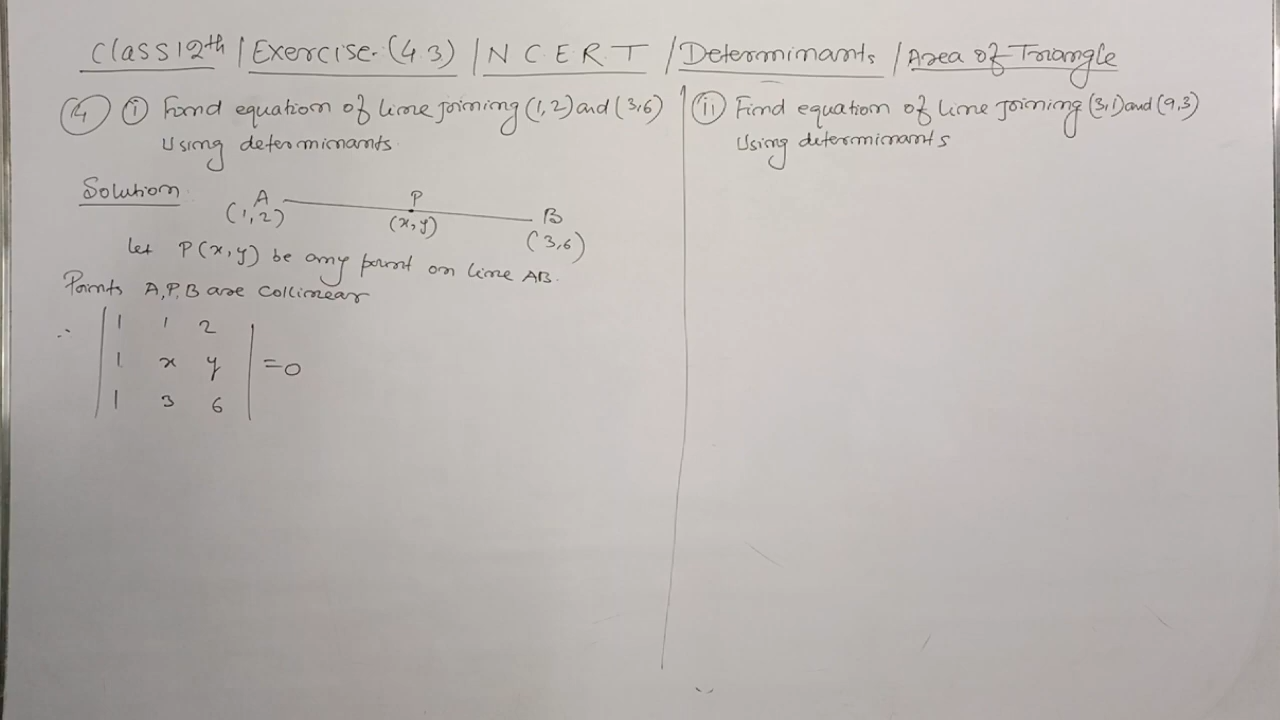 Class 12th / Exercise.(4.3) / N C E R T / Determinants / Area of Triangle
(4) (i) Find equation of line joining (1,2) and (3,6)
Using determinants.
Solution
A P B
(1,2) (x,y) (3,6)
Let P(x,y) be any point on line AB.
Points A,P,B are Collinear
∴ | 1 1 2 |
| 1 x y | =0
| 1 3 6 |
(ii) Find equation of line joining (3,1) and (9,3)
Using determinants